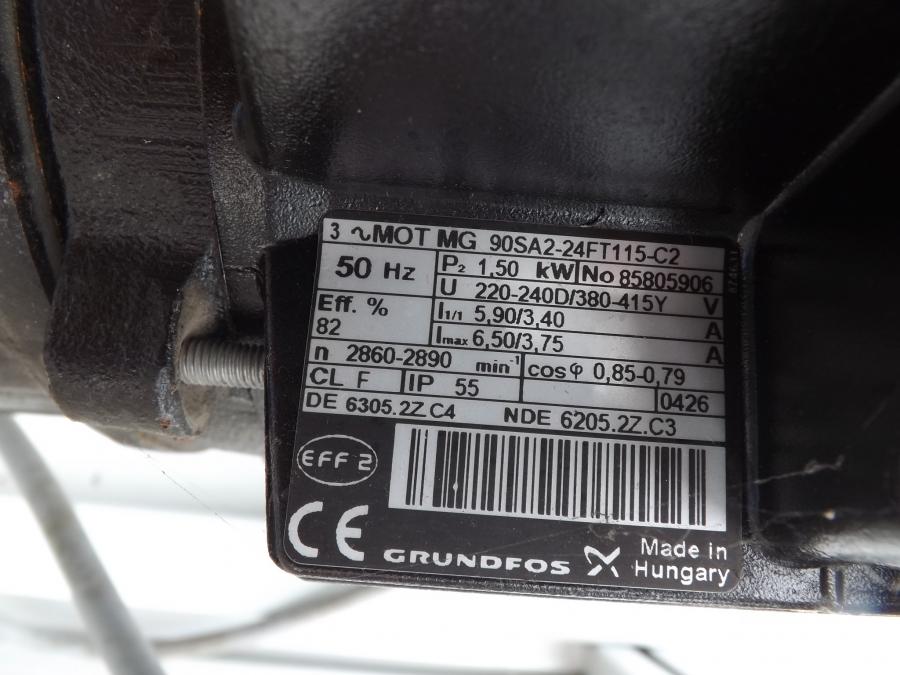 3 ∿MOT MG 90SA2-24FT115-C2
50 Hz
P2 1,50 kW No 85805906
U 220-240D/380-415Y V
Eff. %
82
I1/1 5,90/3,40 A
Imax 6,50/3,75 A
n 2860-2890 min-1 cosφ 0,85-0,79
CL F IP 55 0426
DE 6305.2Z.C4 NDE 6205.2Z.C3
EFF 2
CE GRUNDFOS
Made in
Hungary